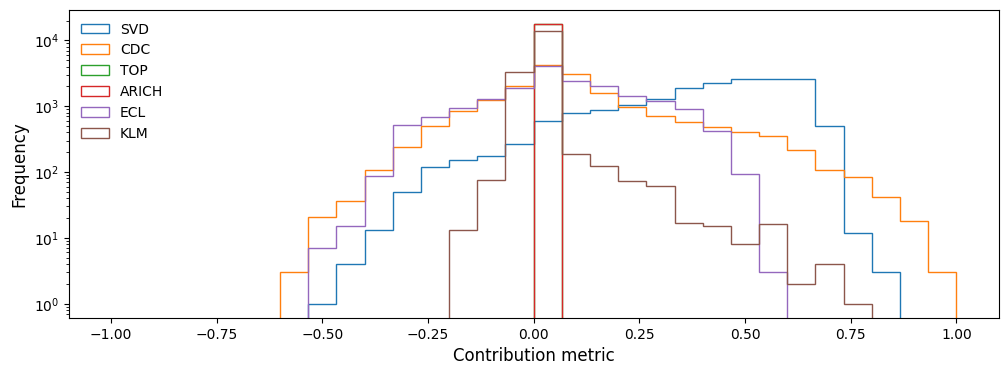 SVD
CDC
TOP
ARICH
ECL
KLM
Frequency
10⁴
10³
10²
10¹
10⁰
−1.00 −0.75 −0.50 −0.25 0.00 0.25 0.50 0.75 1.00
Contribution metric